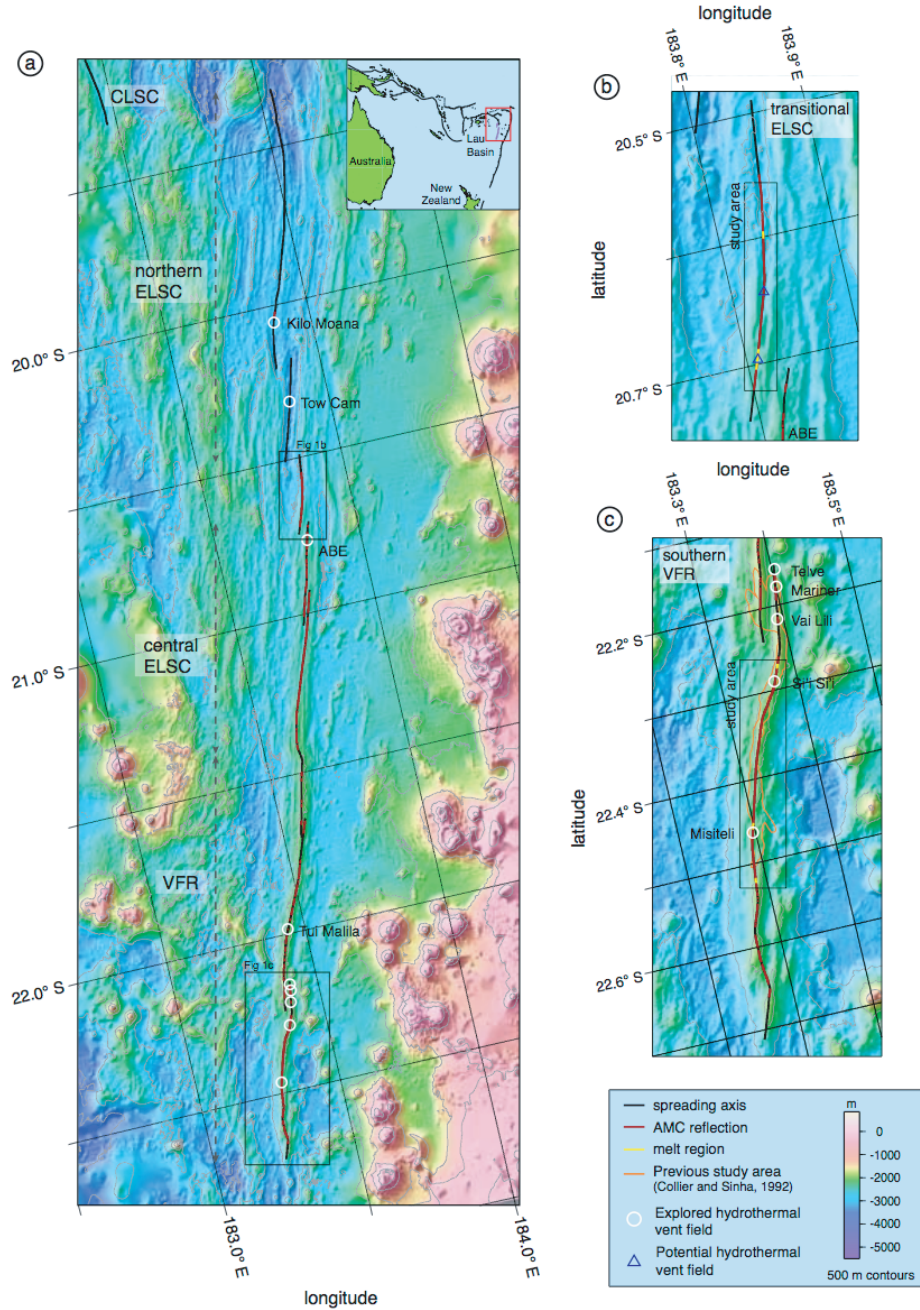 a
CLSC
Australia
Lau
Basin
New
Zealand
northern
ELSC
Kilo Moana
20.0° S
Tow Cam
Fig 1b
ABE
central
ELSC
21.0° S
VFR
Tui Malila
Fig 1c
22.0° S
183.0° E
184.0° E
longitude
longitude
183.8° E
183.9° E
b
transitional
ELSC
20.5° S
study area
latitude
20.7° S
ABE
latitude
longitude
183.3° E
183.5° E
c
southern
VFR
Telve
Mariner
Vai Lili
22.2° S
Si'i Si'i
study area
22.4° S
latitude
Misiteli
22.6° S
spreading axis
AMC reflection
melt region
Previous study area
(Collier and Sinha, 1992)
Explored hydrothermal
vent field
Potential hydrothermal
vent field
m
0
-1000
-2000
-3000
-4000
-5000
500 m contours